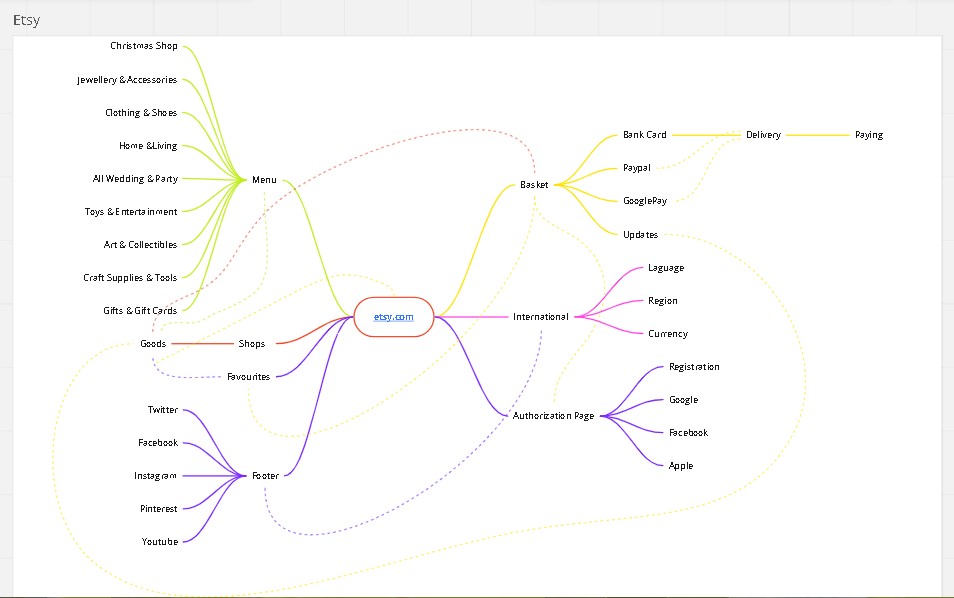 Etsy
Christmas Shop
Jewellery & Accessories
Clothing & Shoes
Home &Living
All Wedding & Party
Toys & Entertainment
Art & Collectibles
Craft Supplies & Tools
Gifts & Gift Cards
Menu
Goods
Shops
Favourites
Twitter
Facebook
Instagram
Pinterest
Youtube
Footer
etsy.com
Basket
Bank Card
Delivery
Paying
Paypal
GooglePay
Updates
International
Laguage
Region
Currency
Authorization Page
Registration
Google
Facebook
Apple